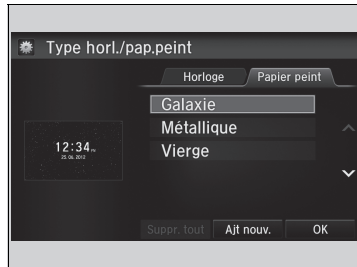 Type horl./pap.peint
Horloge Papier peint
Galaxie
Métallique
Vierge
12:34
Suppr. tout Ajt nouv. OK